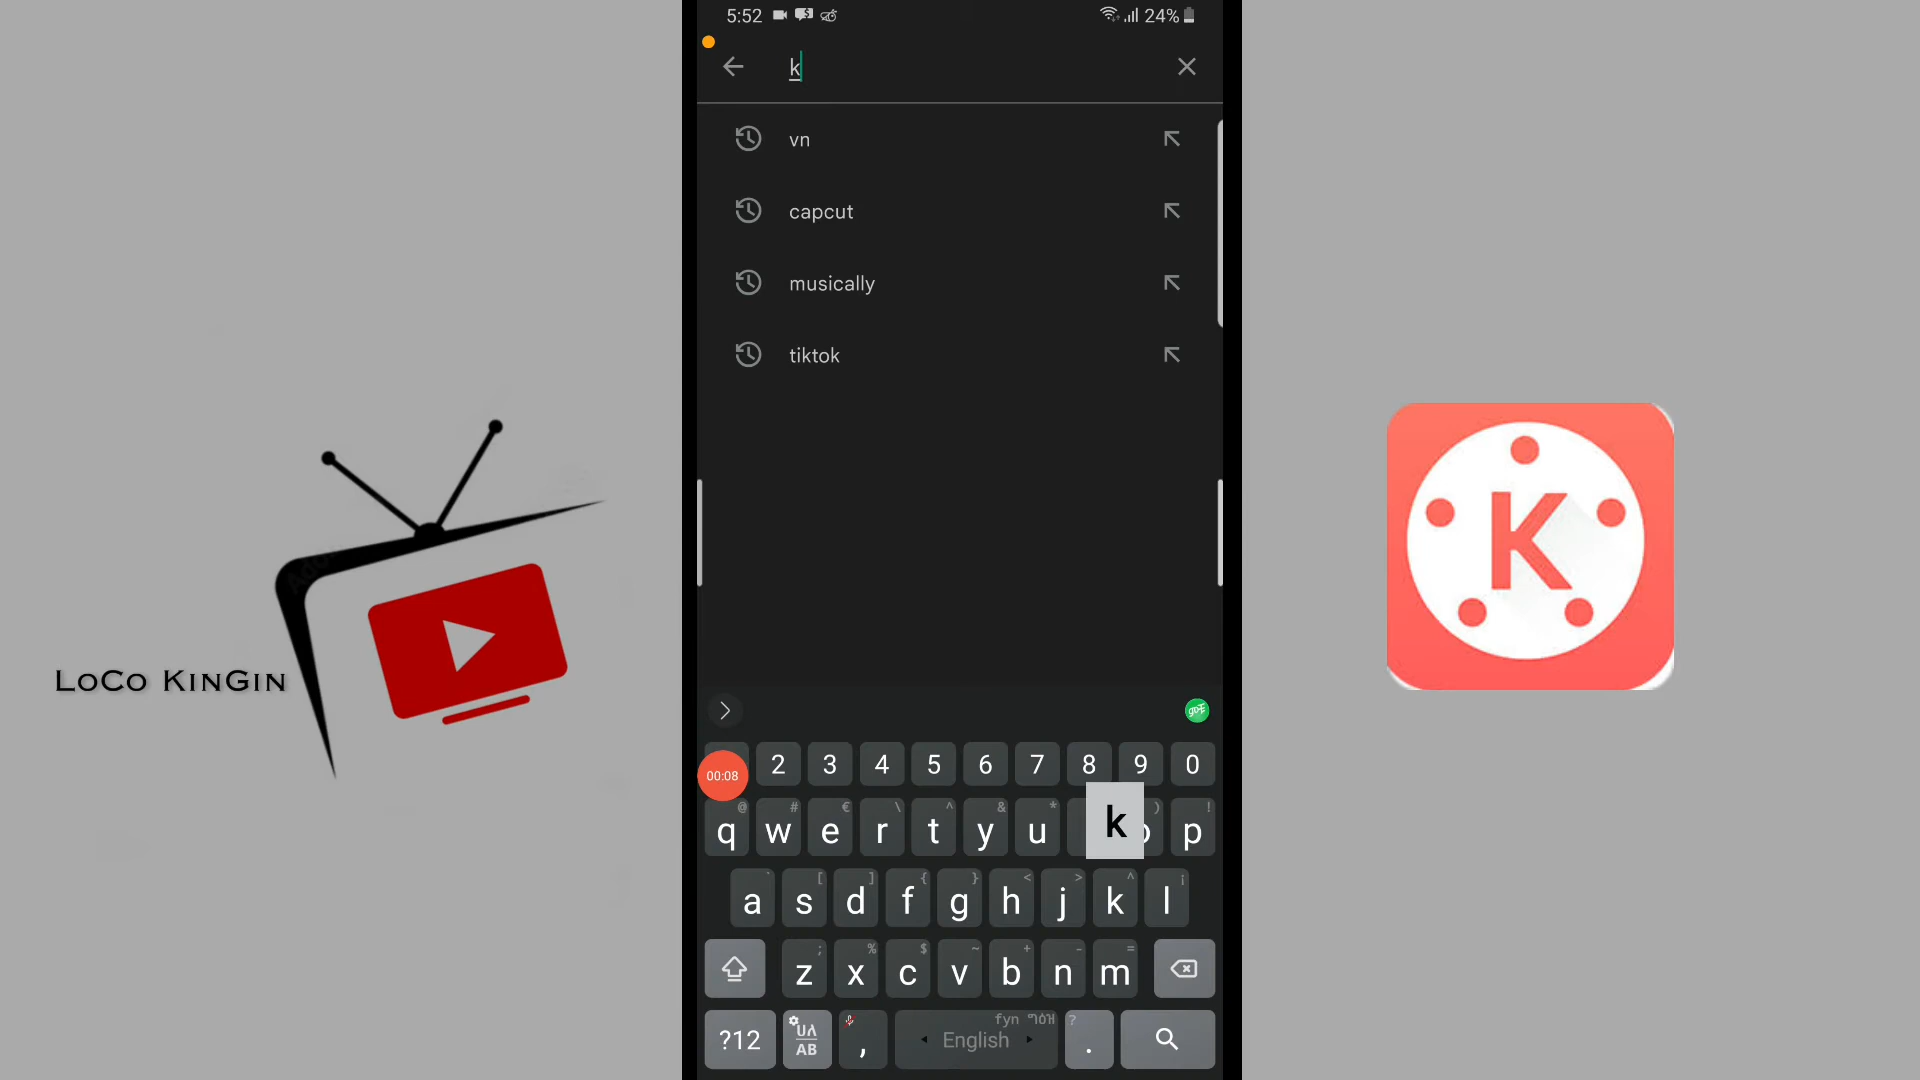 5:52
24%
k
vn
capcut
musically
tiktok
LoCo KinGin
K
00:08
2 3 4 5 6 7 8 9 0
@ # € \ ^ & * ) !
q w e r t y u k p
` [ ] { } < > ^ ¡
a s d f g h j k l
; % $ ~ + - =
z x c v b n m
?12
AB
,
English
?
.